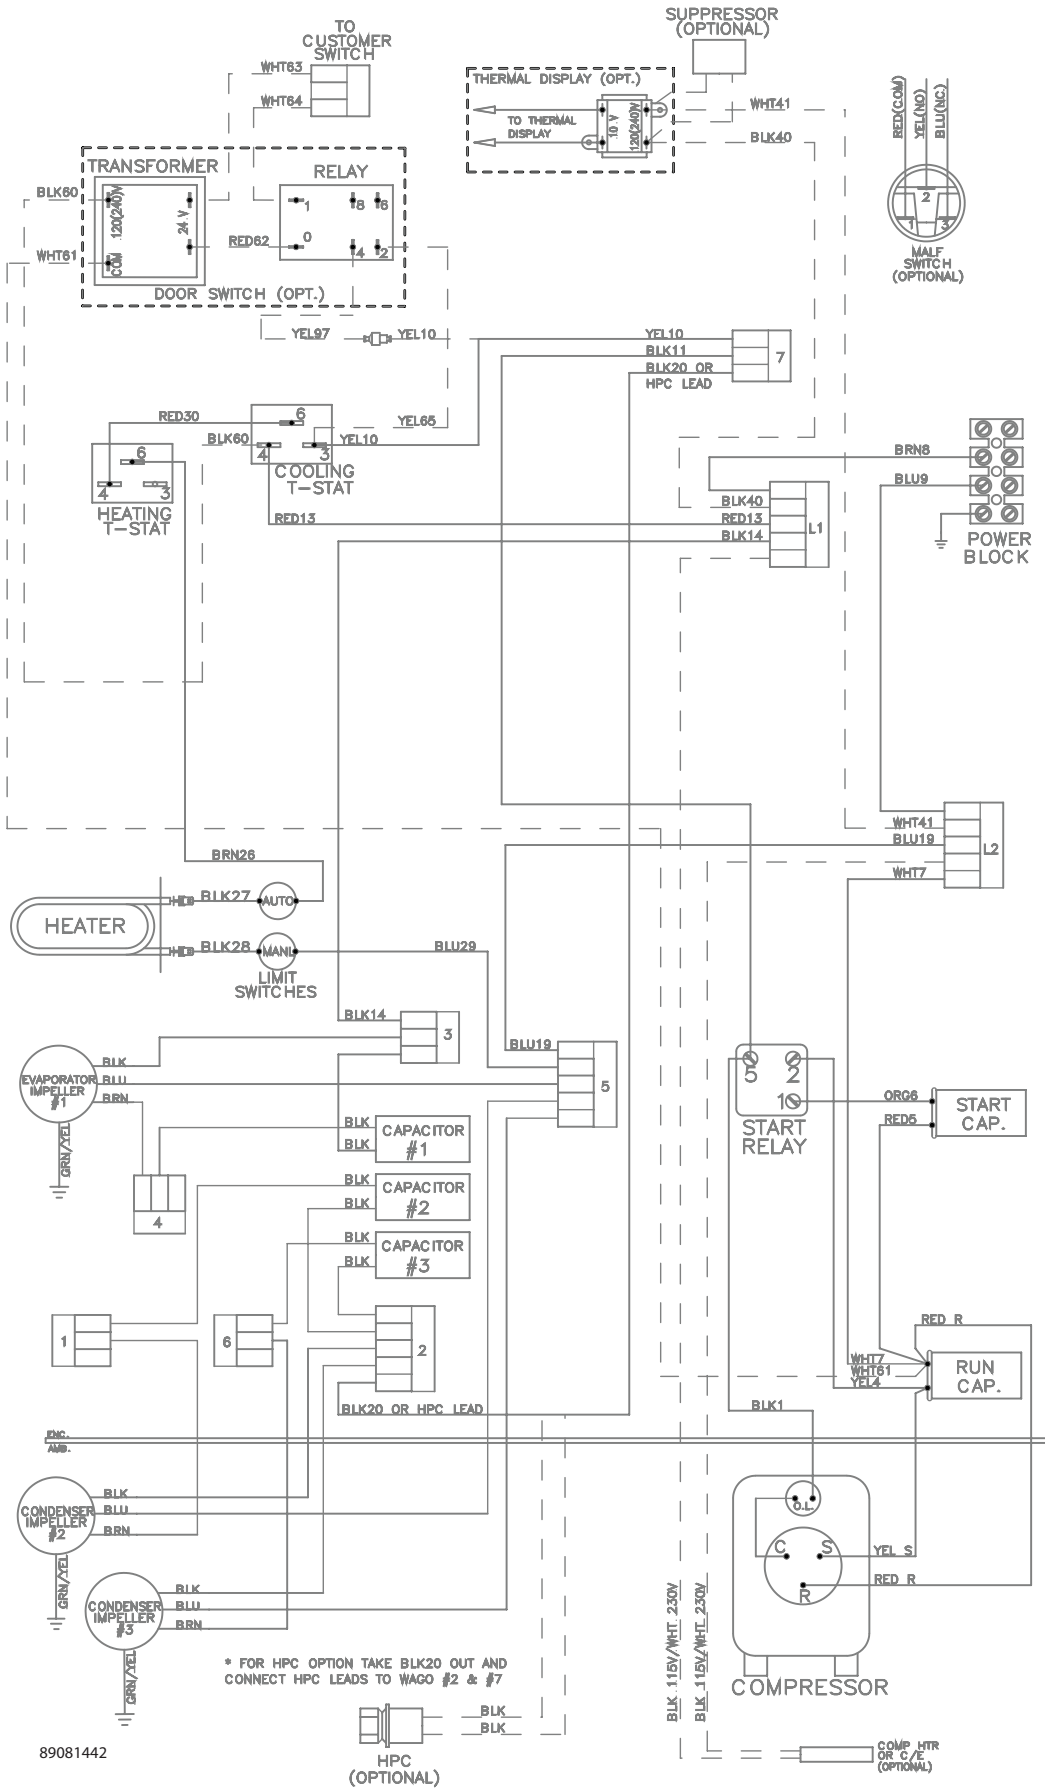 TO
CUSTOMER
SWITCH
SUPPRESSOR
(OPTIONAL)
WHT63
WHT64
THERMAL DISPLAY (OPT.)
TO THERMAL
DISPLAY
10 V
120(240)V
WHT41
BLK40
RED(COM)
YEL(NO)
BLU(NC)
1
2
3
MALF
SWITCH
(OPTIONAL)
TRANSFORMER
RELAY
BLK60
120(240)V
24 V
COM
WHT61
RED62
1
0
8
6
4
2
DOOR SWITCH (OPT.)
YEL97
YEL10
YEL10
BLK11
BLK20 OR
HPC LEAD
7
RED30
6
YEL65
BLK60
4
3
YEL10
COOLING
T-STAT
6
4
3
HEATING
T-STAT
BRN8
BLU9
POWER
BLOCK
BLK40
RED13
RED13
BLK14
L1
WHT41
BLU19
WHT7
L2
BRN26
HEATER
BLK27
AUTO
BLK28
MANL
BLU29
LIMIT
SWITCHES
BLK14
3
BLU19
5
EVAPORATOR
IMPELLER
#1
BLK
BLU
BRN
GRN/YEL
5
2
1
START
RELAY
ORG6
RED5
START
CAP.
BLK
BLK
CAPACITOR
#1
4
BLK
BLK
CAPACITOR
#2
BLK
BLK
CAPACITOR
#3
1
6
2
RED R
WHT7
WHT61
YEL4
RUN
CAP.
BLK20 OR HPC LEAD
BLK1
ENC.
AMB.
CONDENSER
IMPELLER
#2
BLK
BLU
BRN
GRN/YEL
O.L.
C
S
R
YEL S
RED R
COMPRESSOR
CONDENSER
IMPELLER
#3
BLK
BLU
BRN
GRN/YEL
BLK 115V/WHT 230V
BLK 115V/WHT 230V
* FOR HPC OPTION TAKE BLK20 OUT AND
CONNECT HPC LEADS TO WAGO #2 & #7
BLK
BLK
HPC
(OPTIONAL)
COMP HTR
OR C/E
(OPTIONAL)
89081442